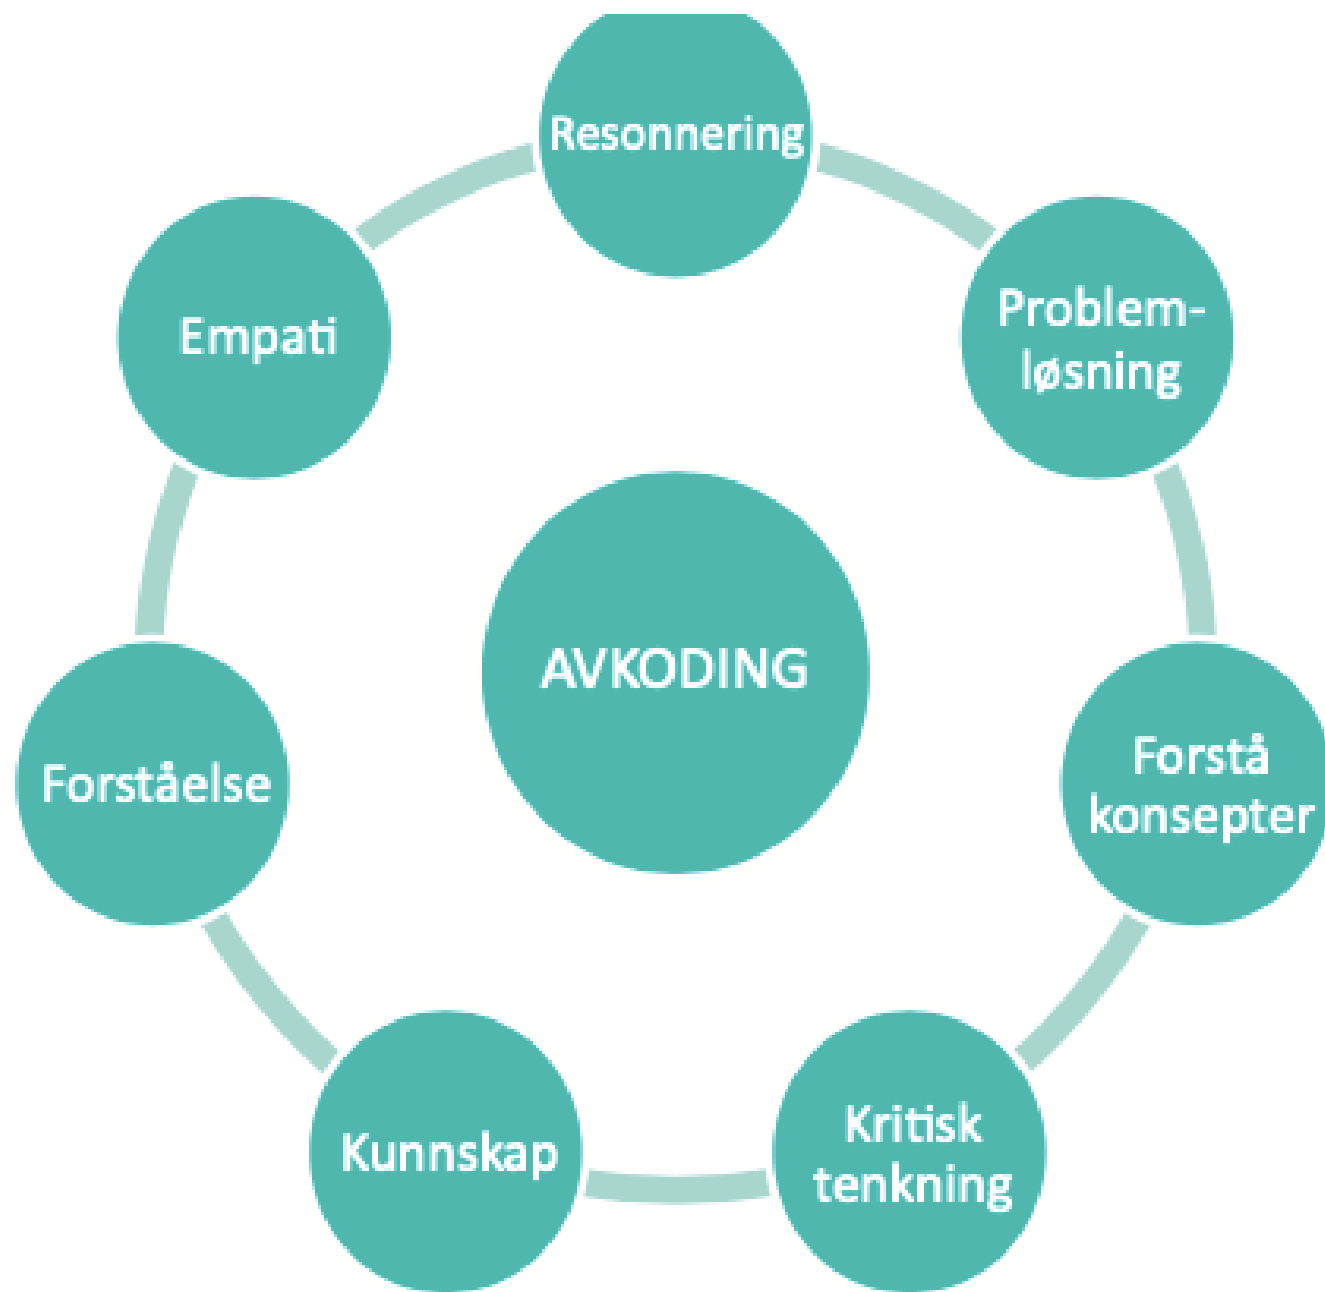 Resonnering
Problem-
løsning
Forstå
konsepter
Kritisk
tenkning
Kunnskap
Forståelse
Empati
AVKODING